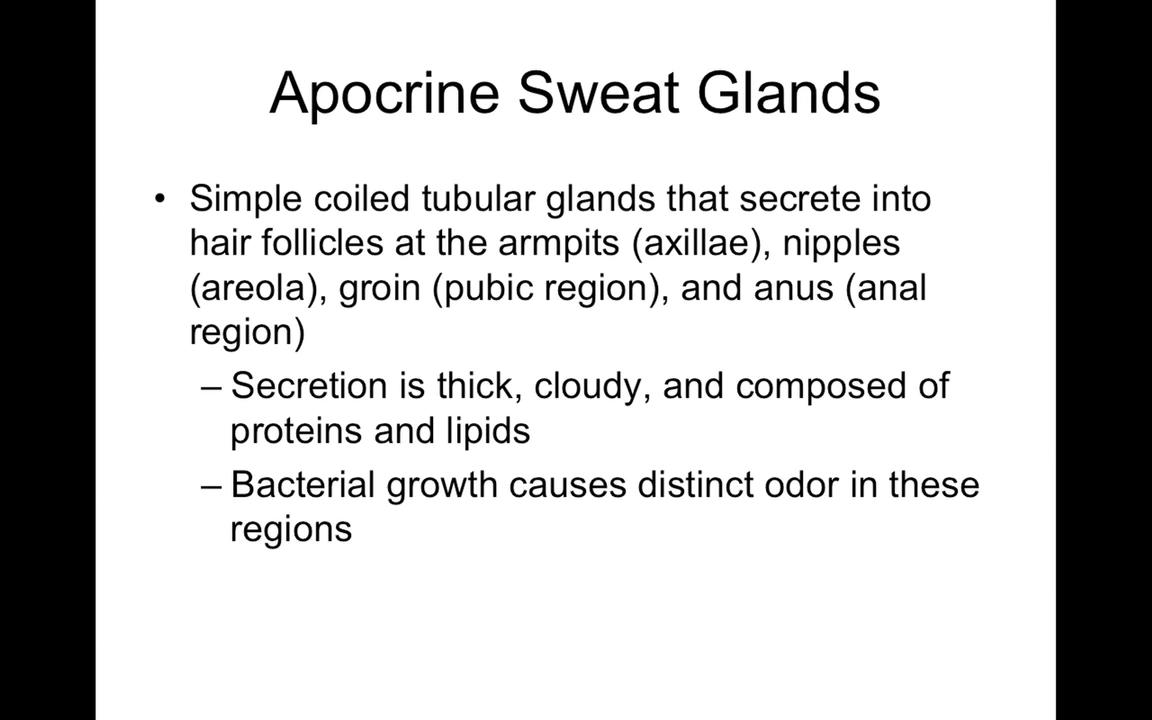 Apocrine Sweat Glands
• Simple coiled tubular glands that secrete into
hair follicles at the armpits (axillae), nipples
(areola), groin (pubic region), and anus (anal
region)
– Secretion is thick, cloudy, and composed of
proteins and lipids
– Bacterial growth causes distinct odor in these
regions